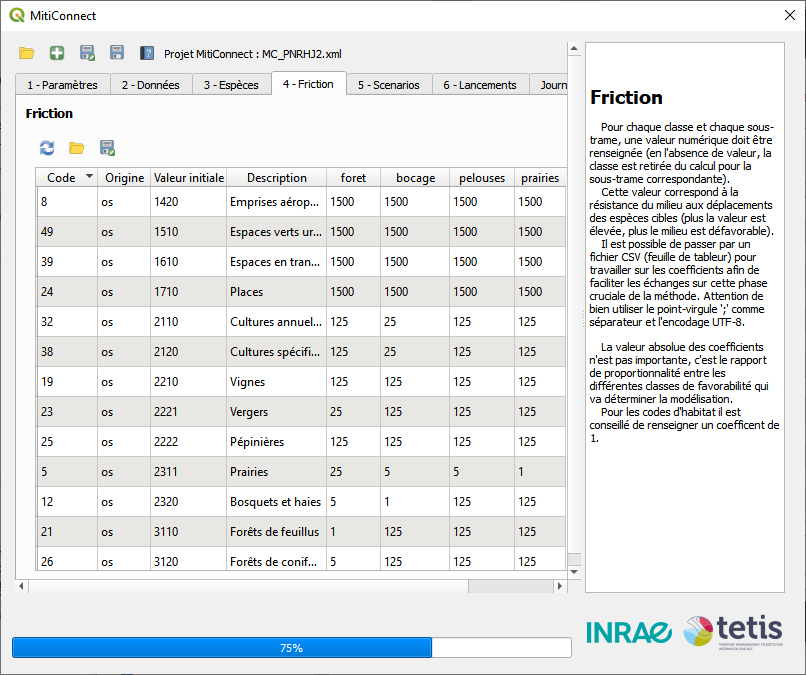 MitiConnect
Projet MitiConnect : MC_PNRHJ2.xml
1 - Paramètres 2 - Données 3 - Espèces 4 - Friction 5 - Scenarios 6 - Lancements Journ
Friction
Code Origine Valeur initiale Description foret bocage pelouses prairies
8 os 1420 Emprises aérop... 1500 1500 1500 1500
49 os 1510 Espaces verts ur... 1500 1500 1500 1500
39 os 1610 Espaces en tran... 1500 1500 1500 1500
24 os 1710 Places 1500 1500 1500 1500
32 os 2110 Cultures annuel... 125 25 125 125
38 os 2120 Cultures spécifi... 125 25 125 125
19 os 2210 Vignes 125 125 125 125
23 os 2221 Vergers 25 125 125 125
25 os 2222 Pépinières 125 125 125 125
5 os 2311 Prairies 25 5 5 1
12 os 2320 Bosquets et haies 5 1 125 125
21 os 3110 Forêts de feuillus 1 125 125 125
26 os 3120 Forêts de conif... 5 125 125 125
75%
Friction
Pour chaque classe et chaque sous-
trame, une valeur numérique doit être
renseignée (en l'absence de valeur, la
classe est retirée du calcul pour la
sous-trame correspondante).
Cette valeur correspond à la
résistance du milieu aux déplacements
des espèces cibles (plus la valeur est
élevée, plus le milieu est défavorable).
Il est possible de passer par un
fichier CSV (feuille de tableur) pour
travailler sur les coefficients afin de
faciliter les échanges sur cette phase
cruciale de la méthode. Attention de
bien utiliser le point-virgule ';' comme
séparateur et l'encodage UTF-8.
La valeur absolue des coefficients
n'est pas importante, c'est le rapport
de proportionnalité entre les
différentes classes de favorabilité qui
va déterminer la modélisation.
Pour les codes d'habitat il est
conseillé de renseigner un coefficent de
1.
INRAE tetis